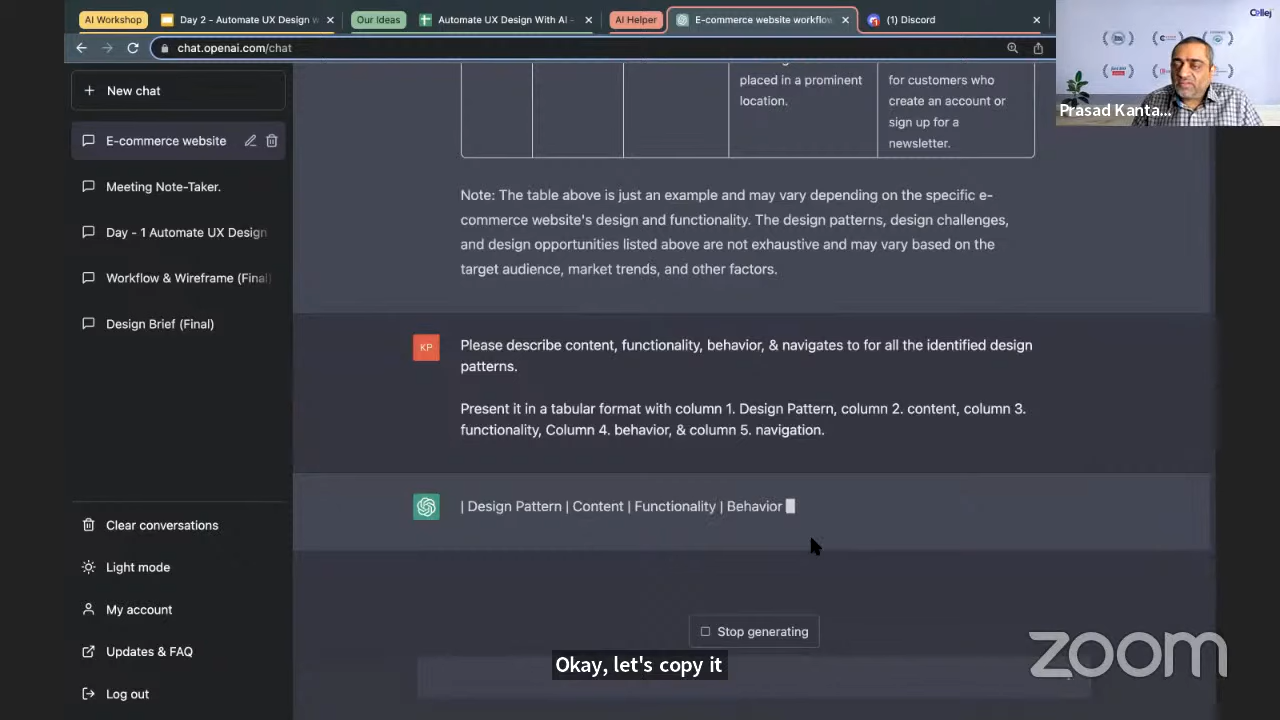 AI Workshop
Day 2 - Automate UX Design w
Our Ideas
Automate UX Design With AI -
AI Helper
E-commerce website workflow
(1) Discord
chat.openai.com/chat
Collej
Prasad Kanta...
New chat
E-commerce website
Meeting Note-Taker.
Day - 1 Automate UX Design
Workflow & Wireframe (Final)
Design Brief (Final)
Clear conversations
Light mode
My account
Updates & FAQ
Log out
placed in a prominent
location.
for customers who
create an account or
sign up for a
newsletter.
Note: The table above is just an example and may vary depending on the specific e-
commerce website's design and functionality. The design patterns, design challenges,
and design opportunities listed above are not exhaustive and may vary based on the
target audience, market trends, and other factors.
KP
Please describe content, functionality, behavior, & navigates to for all the identified design
patterns.
Present it in a tabular format with column 1. Design Pattern, column 2. content, column 3.
functionality, Column 4. behavior, & column 5. navigation.
| Design Pattern | Content | Functionality | Behavior
Stop generating
Okay, let's copy it
zoom